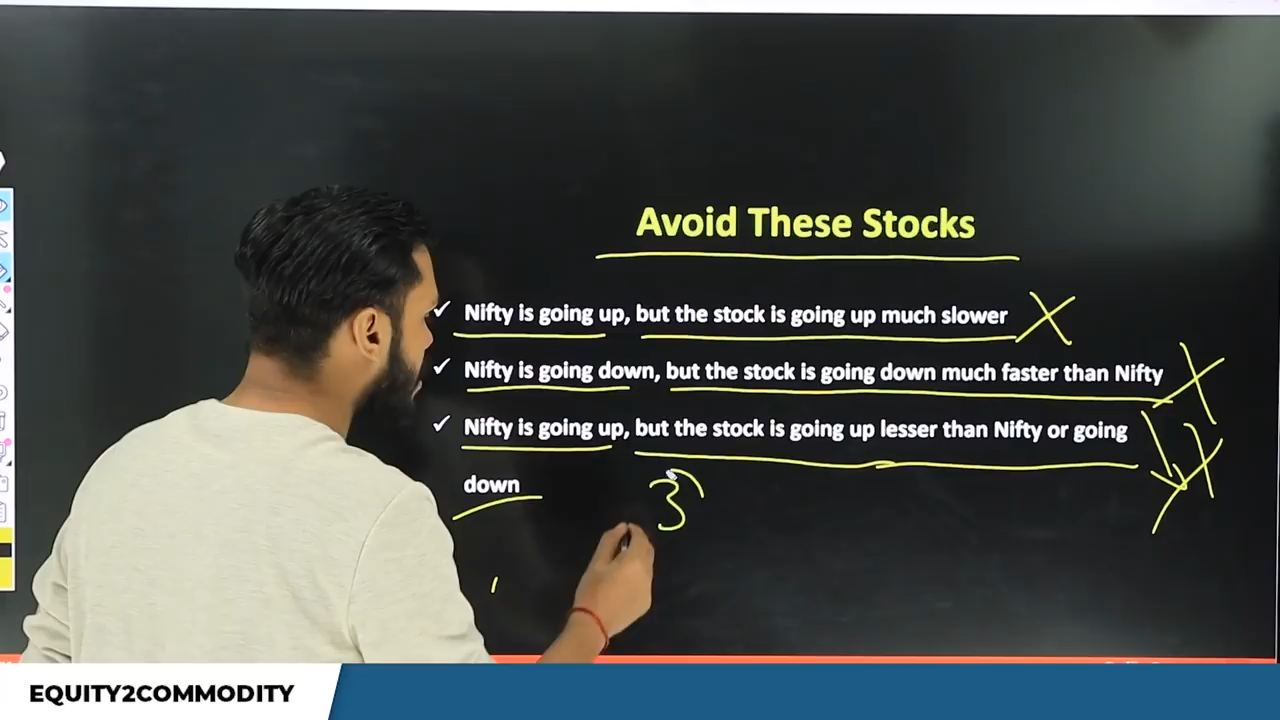 Avoid These Stocks
✓ Nifty is going up, but the stock is going up much slower
✓ Nifty is going down, but the stock is going down much faster than Nifty
✓ Nifty is going up, but the stock is going up lesser than Nifty or going
down
3
EQUITY2COMMODITY